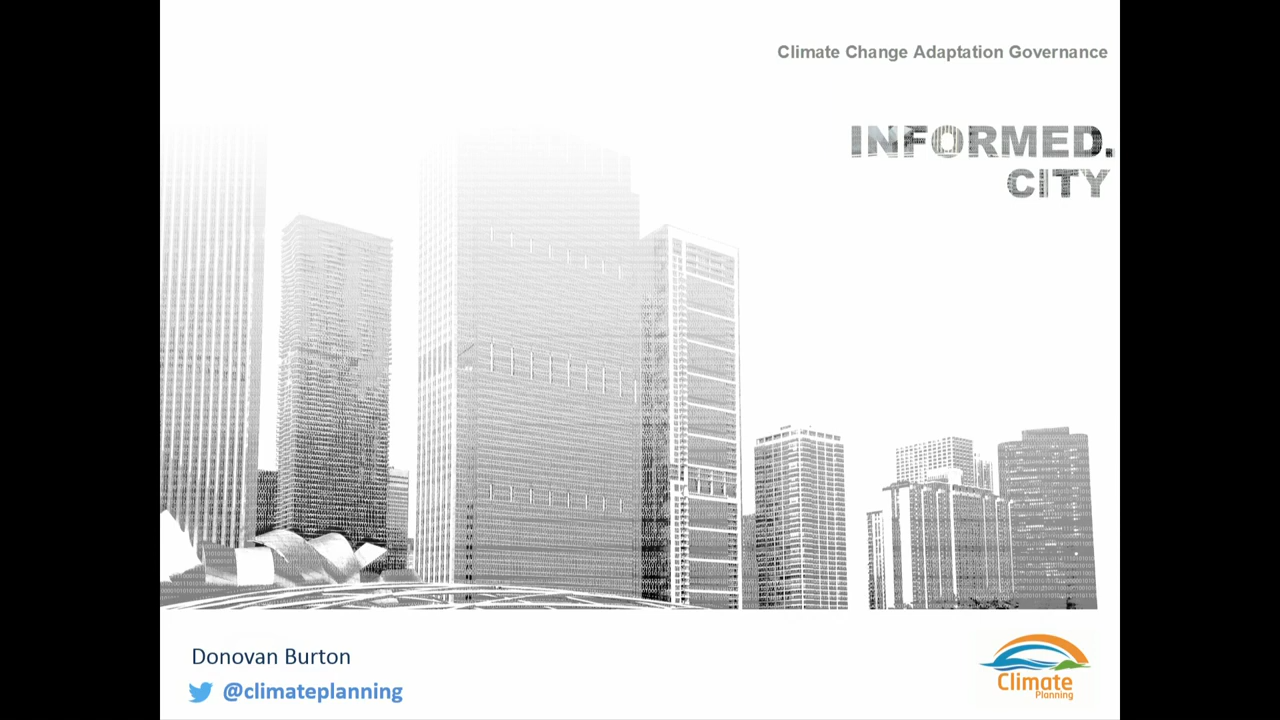 Climate Change Adaptation Governance
INFORMED.
CITY
Donovan Burton
@climateplanning
Climate
Planning